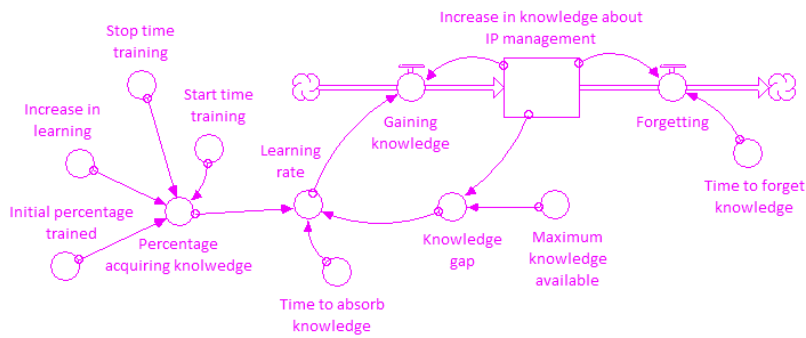 Increase in knowledge about
IP management
Stop time
training
Increase in
learning
Start time
training
Gaining
knowledge
Forgetting
Learning
rate
Time to forget
knowledge
Initial percentage
trained
Percentage
acquiring knolwedge
Knowledge
gap
Maximum
knowledge
available
Time to absorb
knowledge